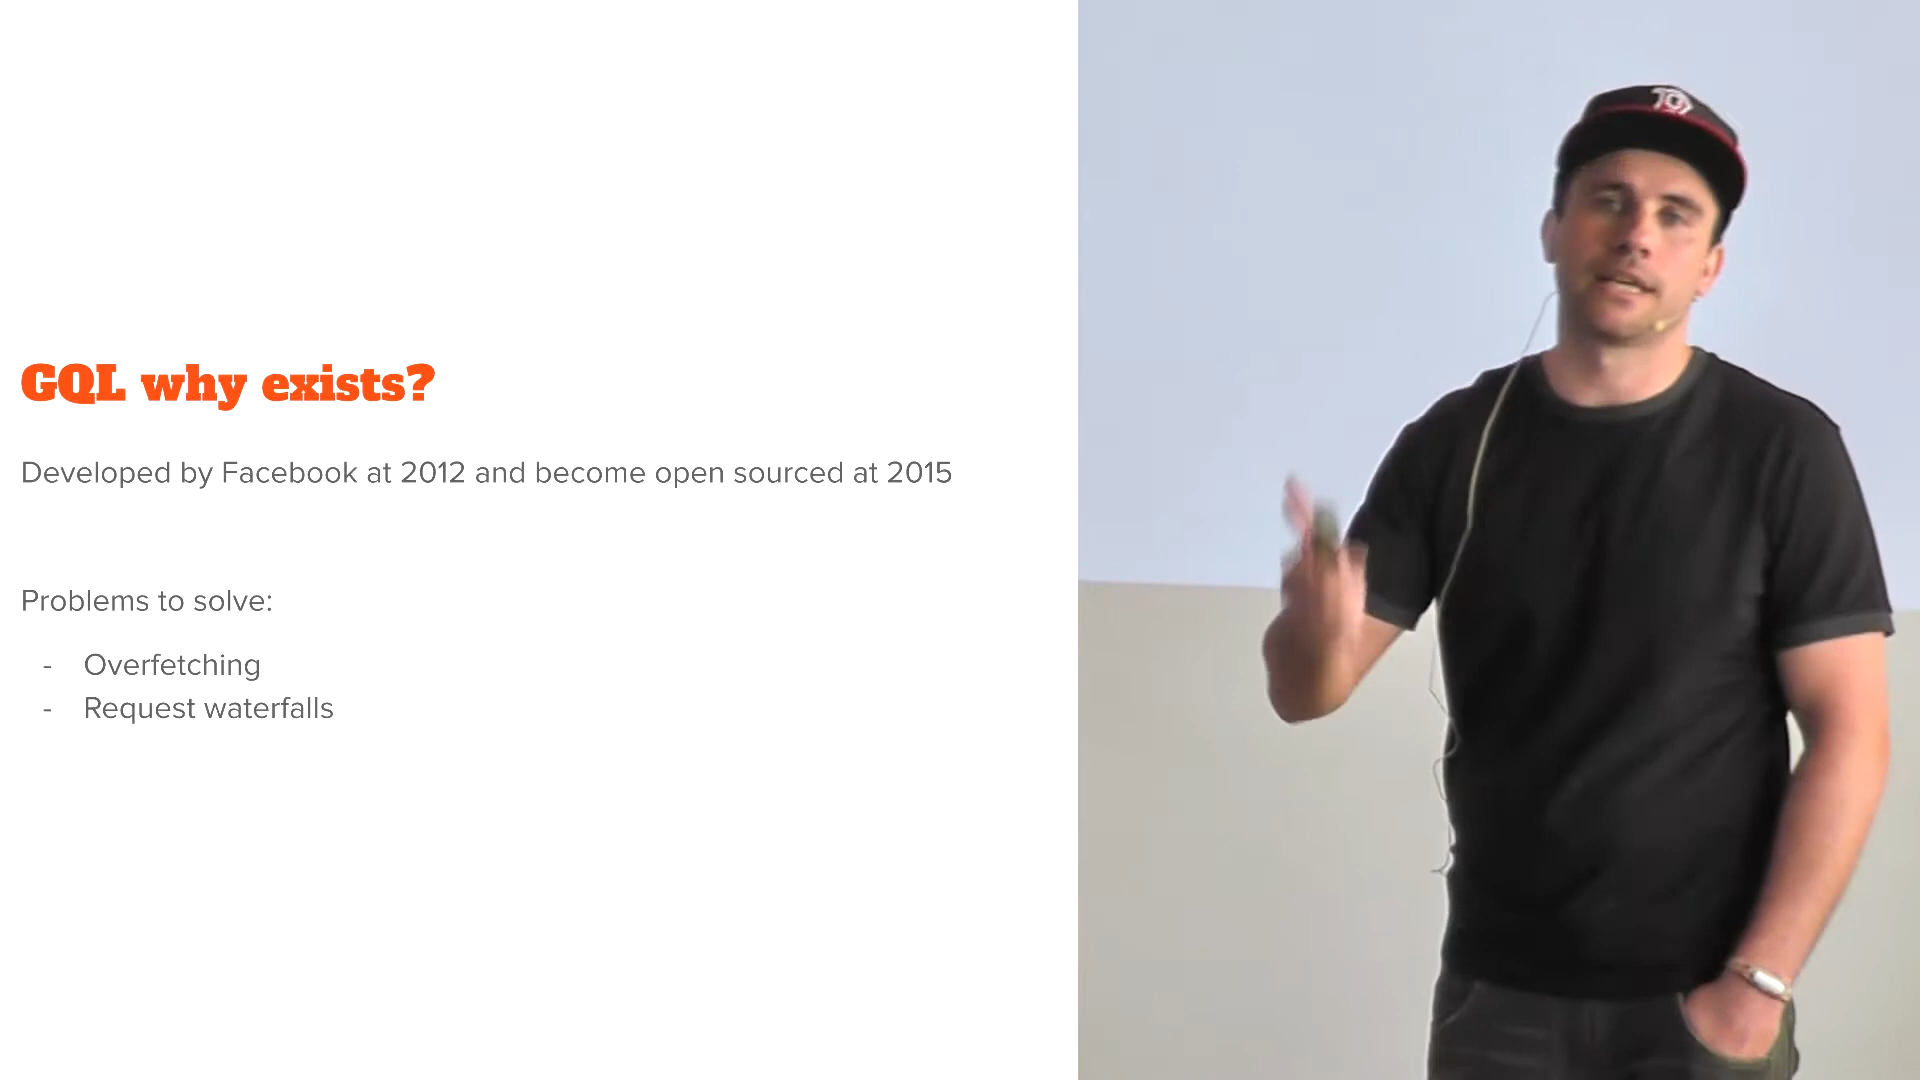 GQL why exists?
Developed by Facebook at 2012 and become open sourced at 2015
Problems to solve:
- Overfetching
- Request waterfalls